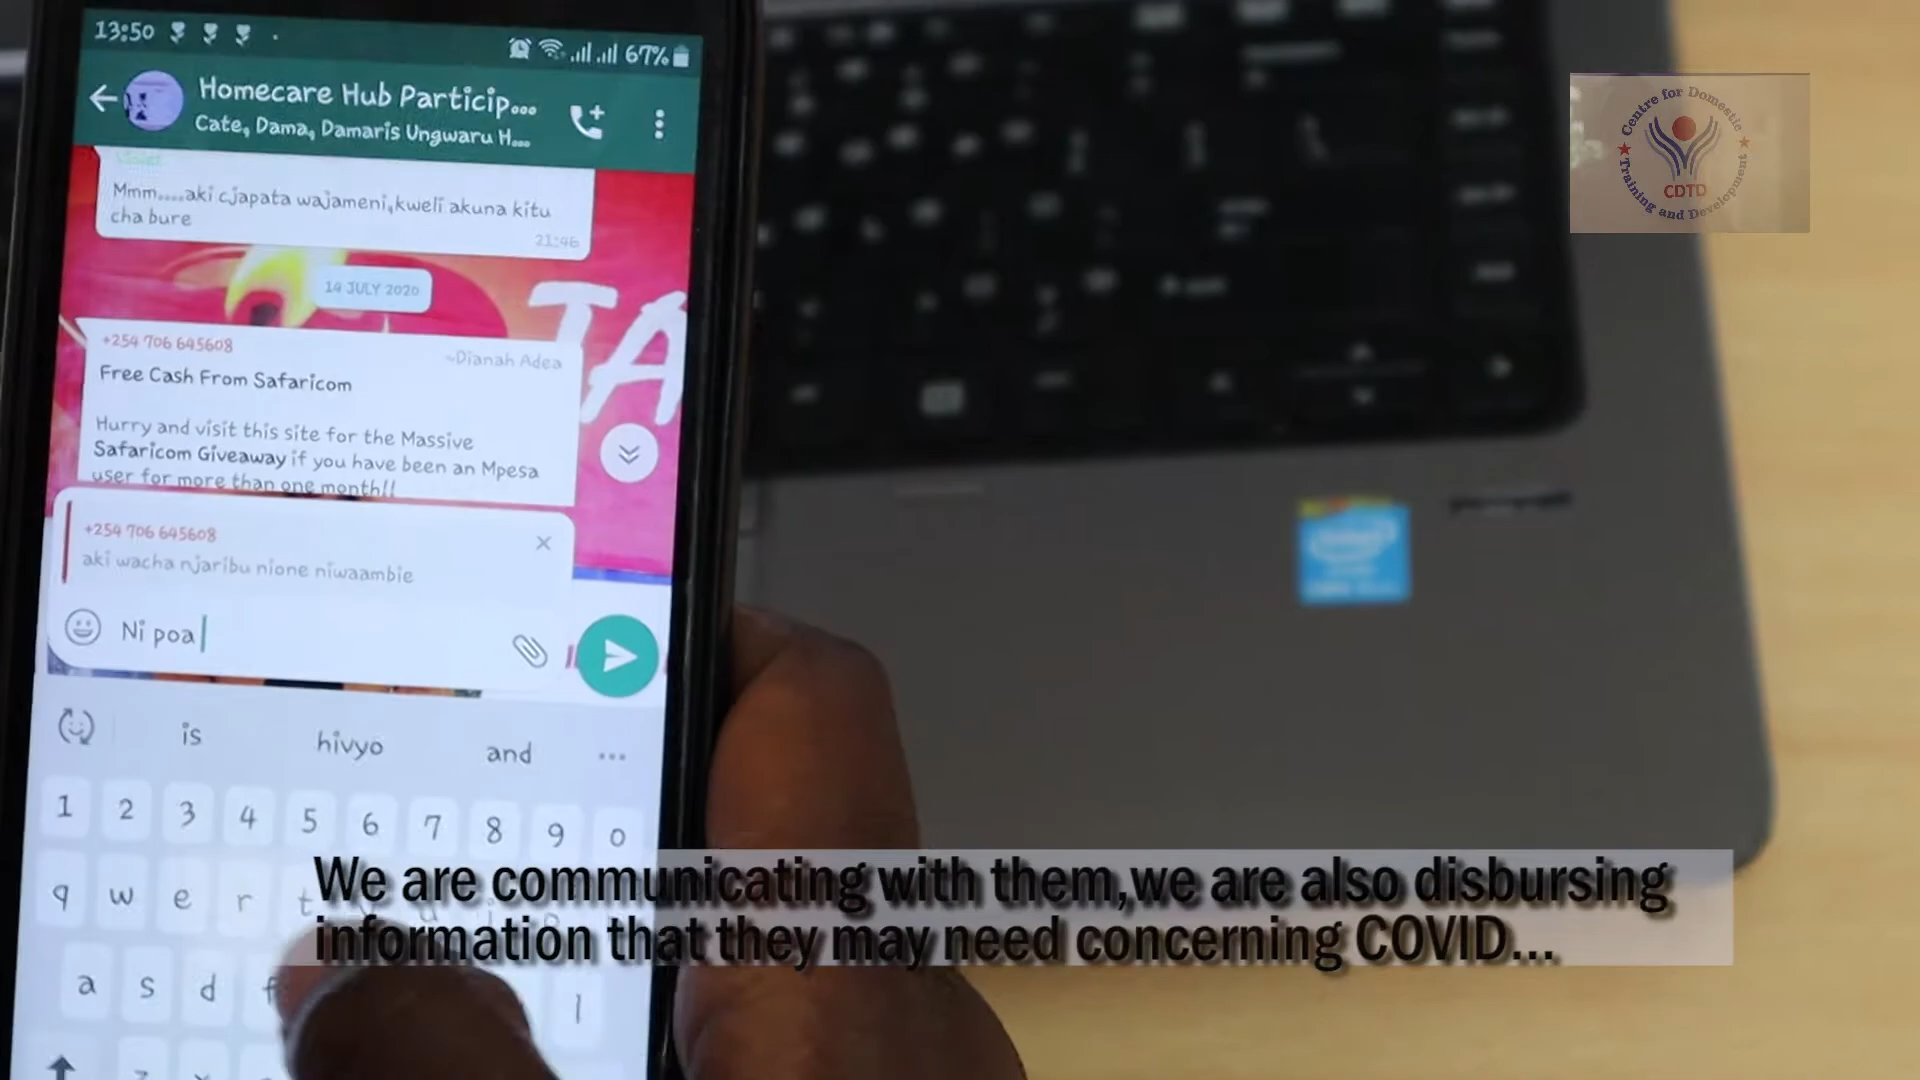 13:50
67%
Homecare Hub Particip...
Cate, Dama, Damaris Ungwaru H...
Violet
Mmm....aki cjapata wajameni,kweli akuna kitu
cha bure
21:46
14 JULY 2020
+254 706 645608
~Dianah Adea
Free Cash From Safaricom
Hurry and visit this site for the Massive
Safaricom Giveaway if you have been an Mpesa
user for more than one month!!
+254 706 645608
aki wacha njaribu nione niwaambie
Ni poa
is hivyo and ...
1 2 3 4 5 6 7 8 9 0
q w e r t
a s d f l
z
We are communicating with them,we are also disbursing
information that they may need concerning COVID...
Centre for Domestic
Training and Development
CDTD